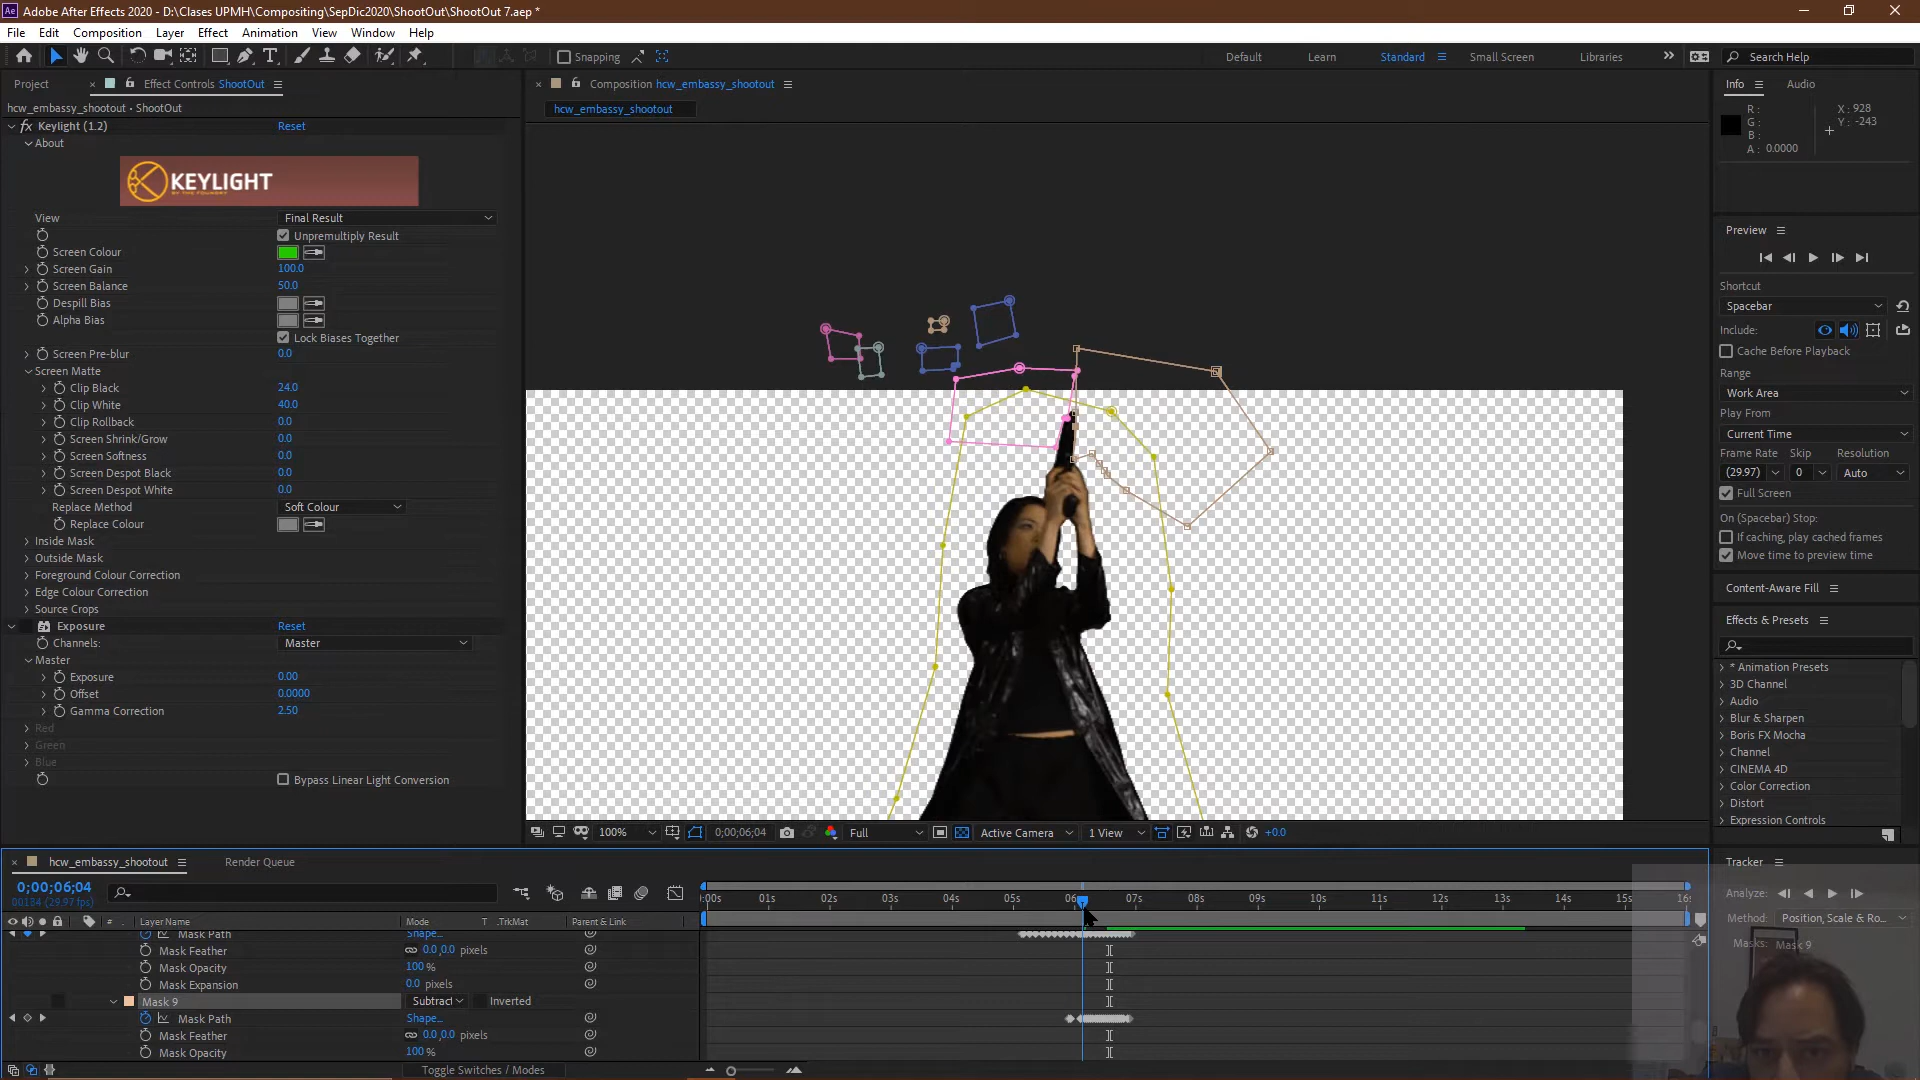 Adobe After Effects 2020 - D:\Clases UPMH\Compositing\SepDic2020\ShootOut\ShootOut 7.aep *
File Edit Composition Layer Effect Animation View Window Help
Snapping
Default Learn Standard Small Screen Libraries Search Help
Project Effect Controls ShootOut
hcw_embassy_shootout • ShootOut
fx Keylight (1.2) Reset
About
KEYLIGHT
View Final Result
Unpremultiply Result
Screen Colour
Screen Gain 100.0
Screen Balance 50.0
Despill Bias
Alpha Bias
Lock Biases Together
Screen Pre-blur 0.0
Screen Matte
Clip Black 24.0
Clip White 40.0
Clip Rollback 0.0
Screen Shrink/Grow 0.0
Screen Softness 0.0
Screen Despot Black 0.0
Screen Despot White 0.0
Replace Method Soft Colour
Replace Colour
Inside Mask
Outside Mask
Foreground Colour Correction
Edge Colour Correction
Source Crops
Exposure Reset
Channels: Master
Master
Exposure 0.00
Offset 0.0000
Gamma Correction 2.50
Red
Green
Blue
Bypass Linear Light Conversion
Composition hcw_embassy_shootout
hcw_embassy_shootout
100% 0;00;06;04 Full Active Camera 1 View +0.0
Info Audio
R :
G :
B :
A : 0.0000
X : 928
Y : -243
Preview
Shortcut
Spacebar
Include:
Cache Before Playback
Range
Work Area
Play From
Current Time
Frame Rate Skip Resolution
(29.97) 0 Auto
Full Screen
On (Spacebar) Stop:
If caching, play cached frames
Move time to preview time
Content-Aware Fill
Effects & Presets
* Animation Presets
3D Channel
Audio
Blur & Sharpen
Boris FX Mocha
Channel
CINEMA 4D
Color Correction
Distort
Expression Controls
Tracker
Analyze:
Method: Position, Scale & Ro...
Masks: Mask 9
hcw_embassy_shootout Render Queue
0;00;06;04
00184 (29.97 fps)
0:00s 01s 02s 03s 04s 05s 06s 07s 08s 09s 10s 11s 12s 13s 14s 15s 16s
# Layer Name Mode T .TrkMat Parent & Link
Mask Path Shape...
Mask Feather 0.0,0.0 pixels
Mask Opacity 100 %
Mask Expansion 0.0 pixels
Mask 9 Subtract Inverted
Mask Path Shape...
Mask Feather 0.0,0.0 pixels
Mask Opacity 100 %
Toggle Switches / Modes